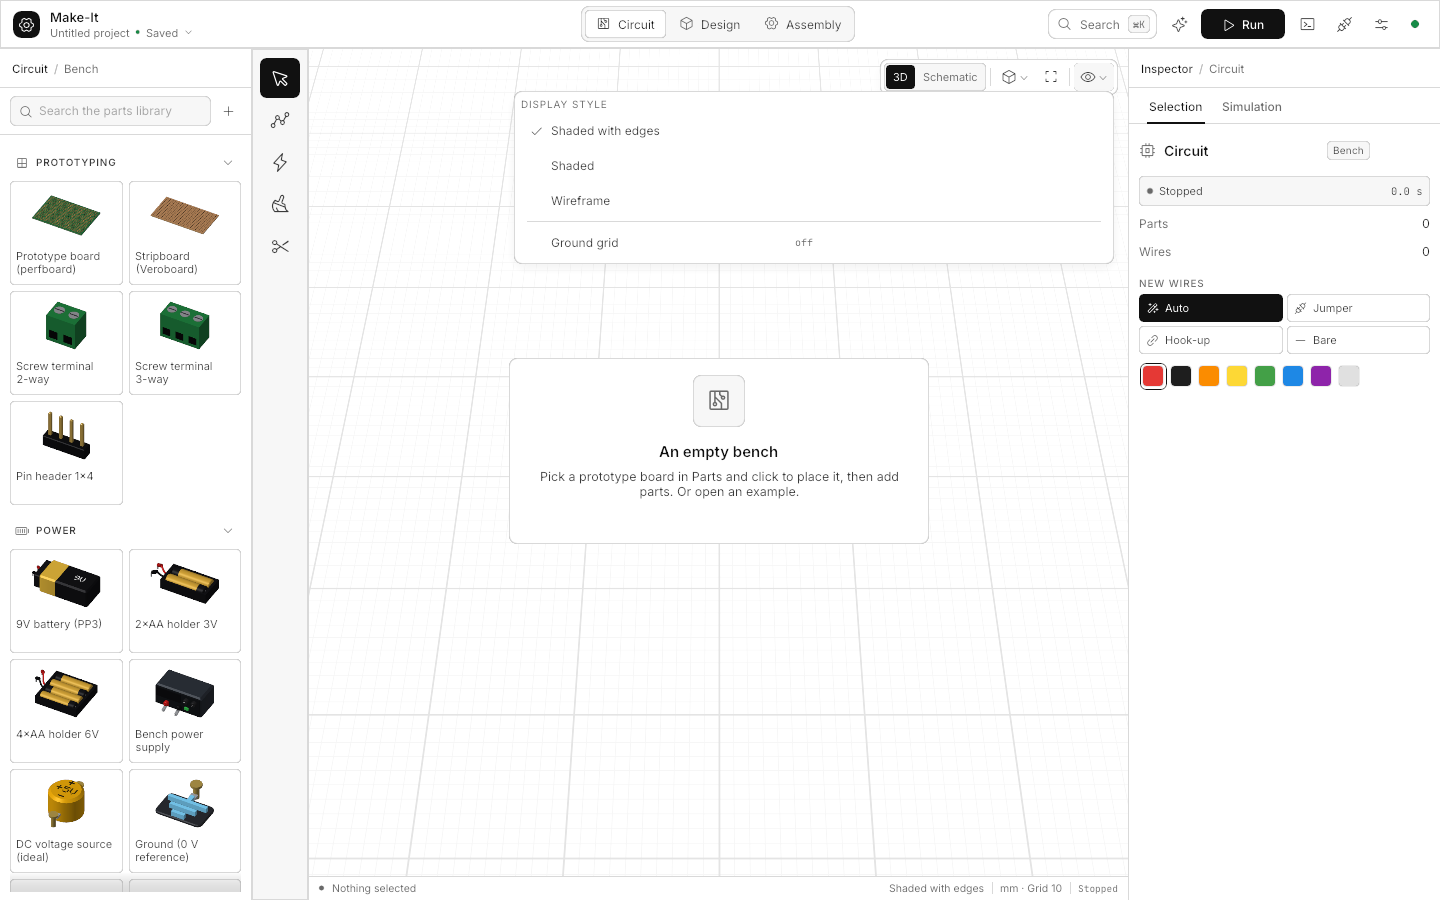 Make-It
Untitled project • Saved
Circuit
Design
Assembly
Search ⌘K
Run
Circuit / Bench
Search the parts library
PROTOTYPING
Prototype board
(perfboard)
Stripboard
(Veroboard)
Screw terminal
2-way
Screw terminal
3-way
Pin header 1×4
POWER
9V
9V battery (PP3)
2×AA holder 3V
4×AA holder 6V
Bench power
supply
+5V
DC voltage source
(ideal)
Ground (0 V
reference)
3D
Schematic
DISPLAY STYLE
Shaded with edges
Shaded
Wireframe
Ground grid off
An empty bench
Pick a prototype board in Parts and click to place it, then add
parts. Or open an example.
Nothing selected
Shaded with edges
mm · Grid 10
Stopped
Inspector / Circuit
Selection
Simulation
Circuit
Bench
Stopped 0.0 s
Parts 0
Wires 0
NEW WIRES
Auto
Jumper
Hook-up
Bare